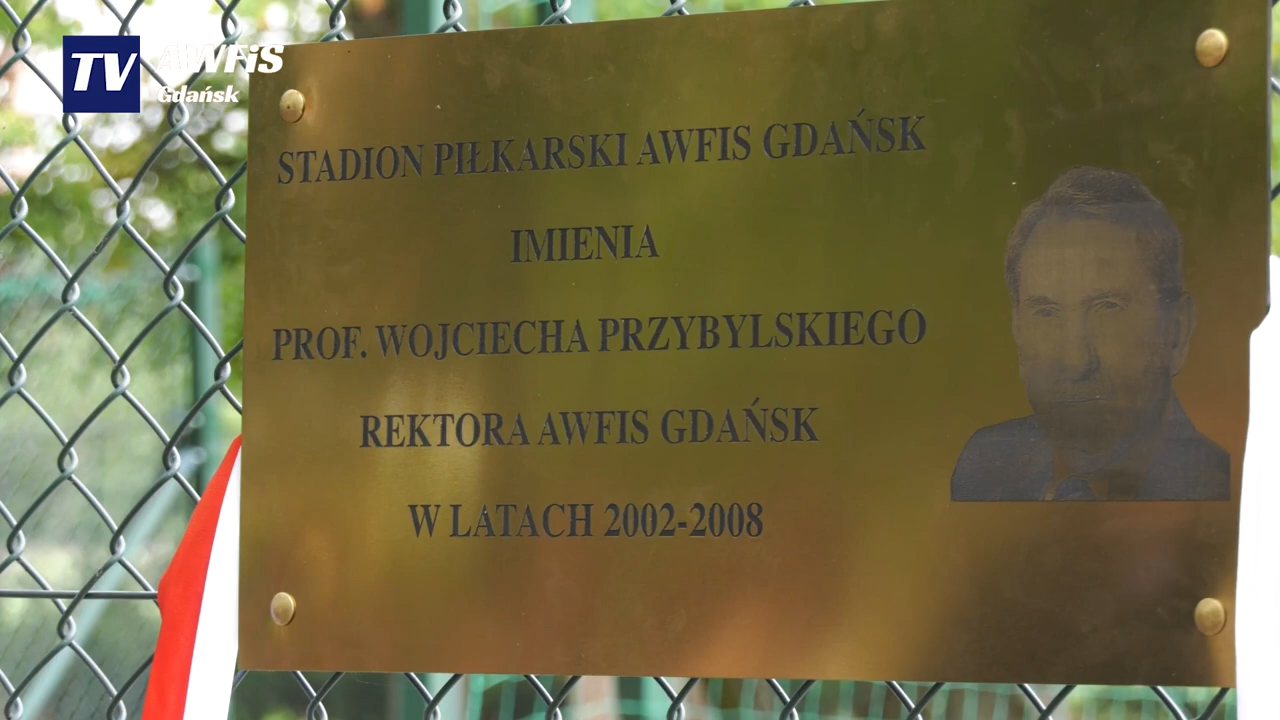 TV AWFiS
Gdańsk
STADION PIŁKARSKI AWFIS GDAŃSK
IMIENIA
PROF. WOJCIECHA PRZYBYLSKIEGO
REKTORA AWFIS GDAŃSK
W LATACH 2002-2008